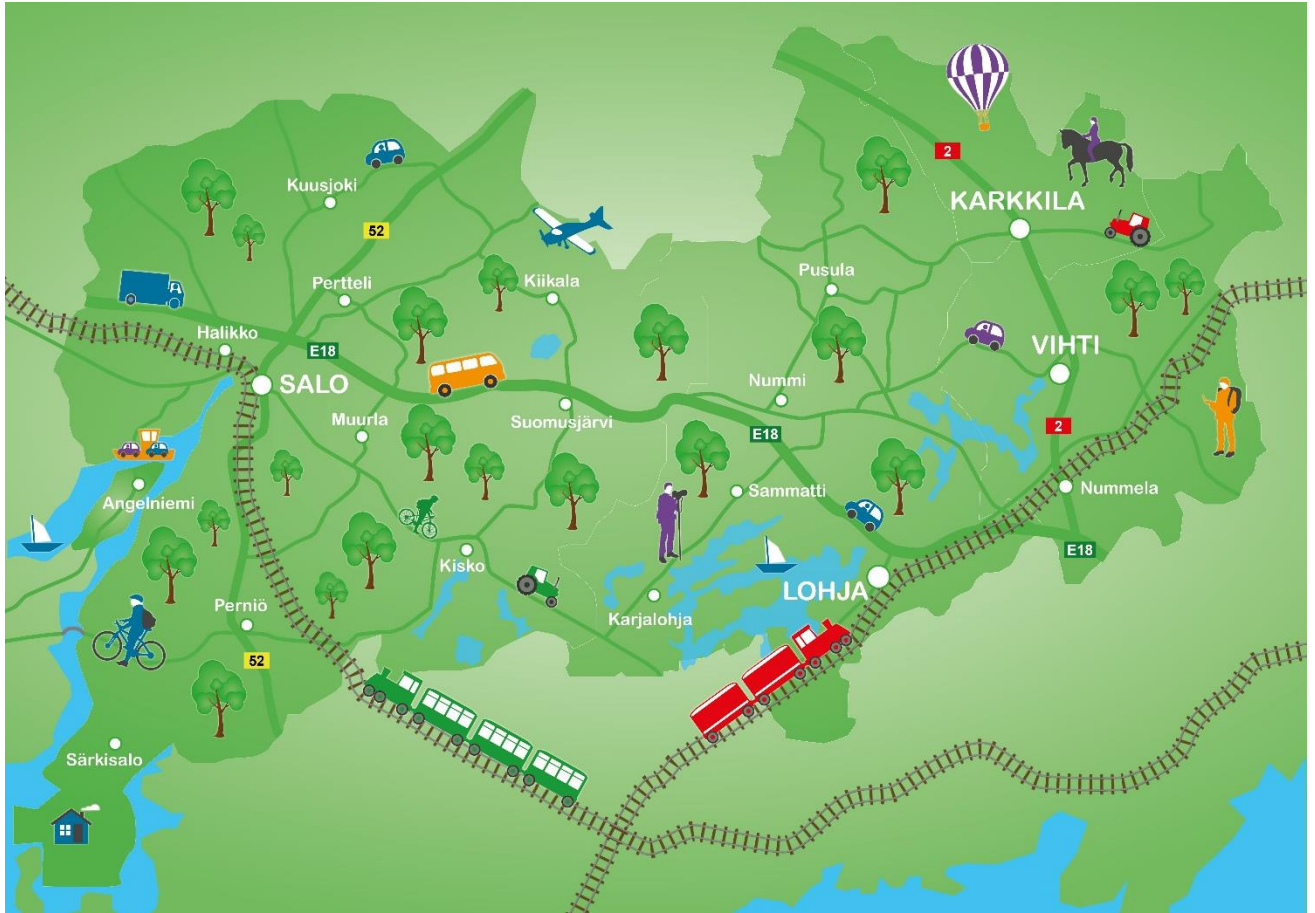 2
KARKKILA
Kuusjoki
52
Pertteli
Kiikala
Pusula
Halikko
E18
VIHTI
SALO
Nummi
Muurla
Suomusjärvi
E18
2
Angelniemi
Sammatti
Nummela
E18
Kisko
LOHJA
Karjalohja
Perniö
52
Särkisalo